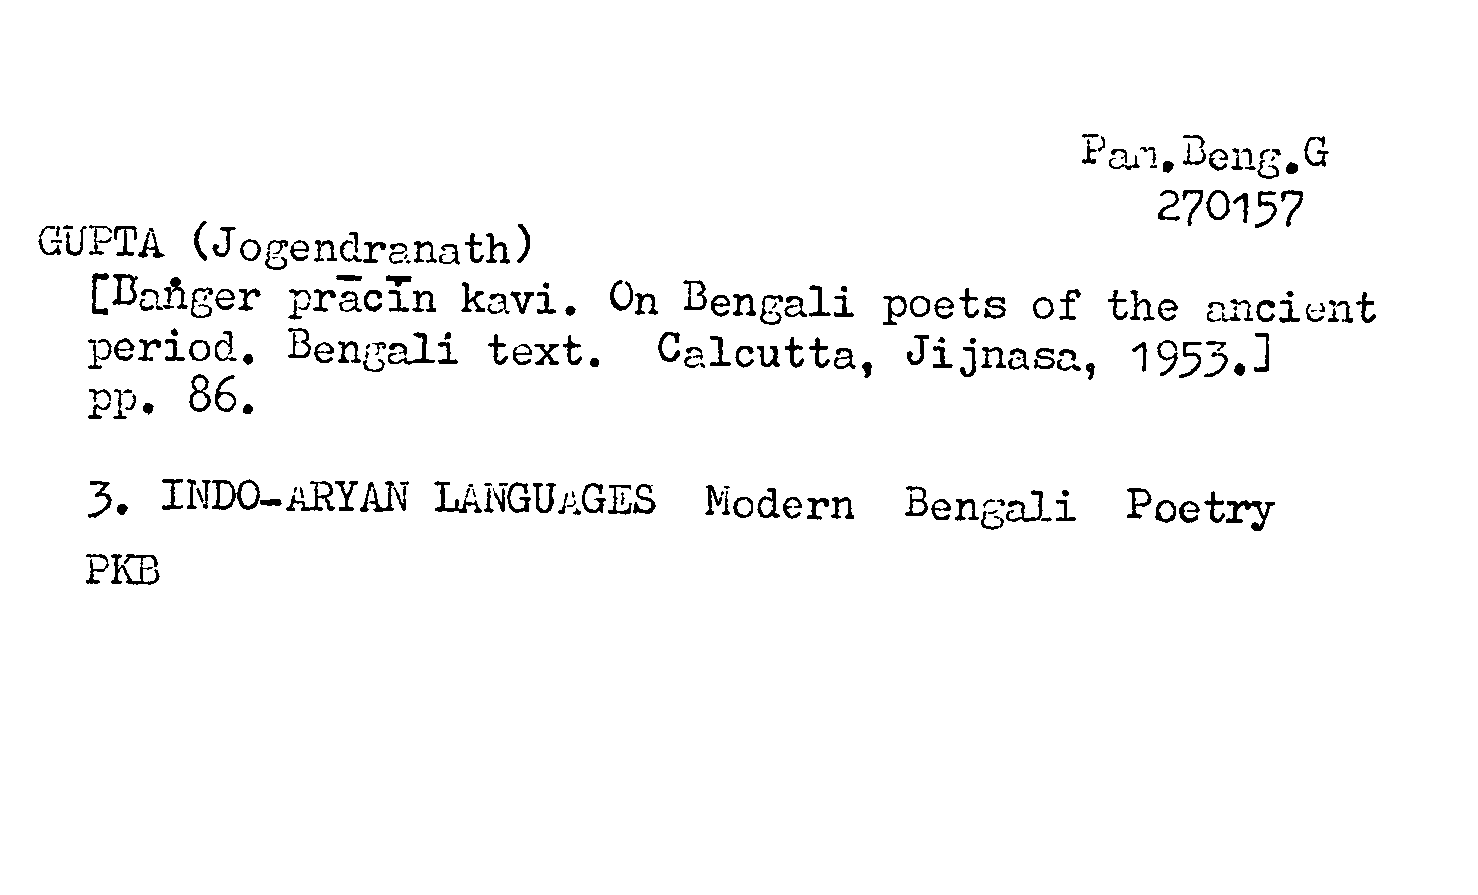 Pam.Beng.G
270157
GUPTA (Jogendranath)
[Baṅger prācīn kavi. On Bengali poets of the ancient
period. Bengali text. Calcutta, Jijnasa, 1953.]
pp. 86.
3. INDO-ARYAN LANGUAGES Modern Bengali Poetry
PKB